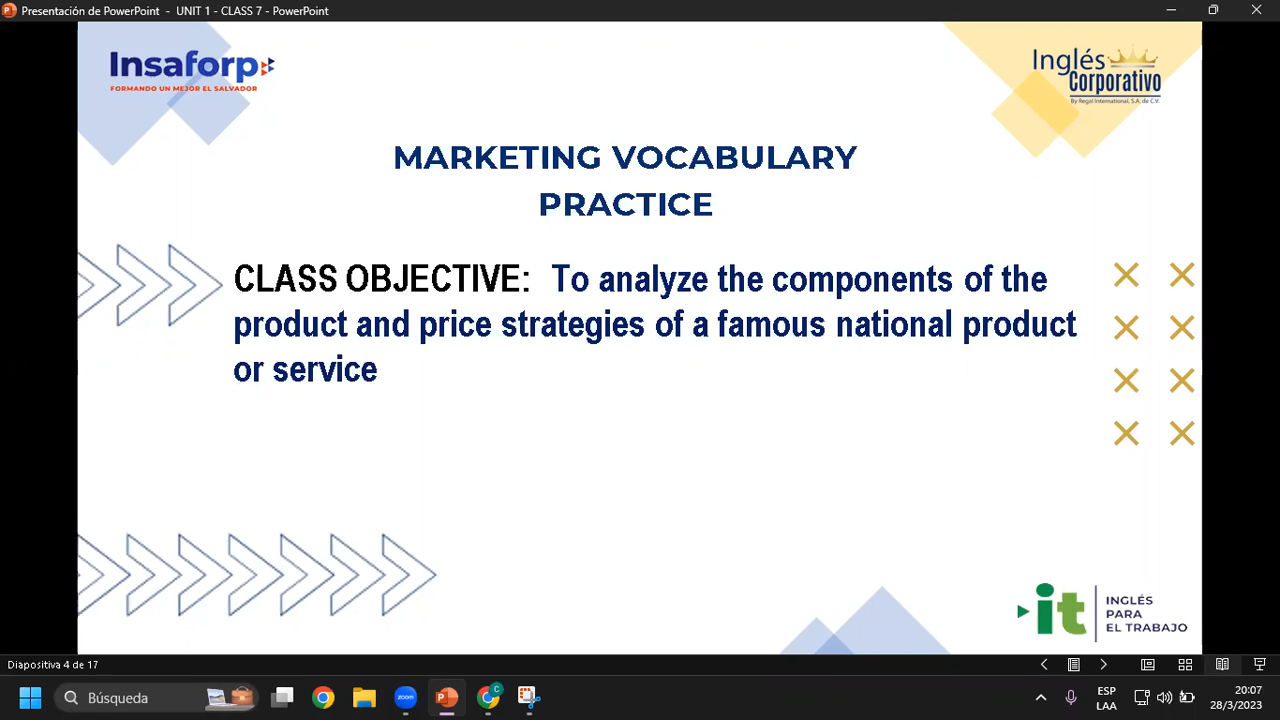 Presentación de PowerPoint - UNIT 1 - CLASS 7 - PowerPoint
Insaforp
FORMANDO UN MEJOR EL SALVADOR
Inglés
Corporativo
By Regal International, S.A. de C.V.
MARKETING VOCABULARY
PRACTICE
CLASS OBJECTIVE: To analyze the components of the
product and price strategies of a famous national product
or service
it
INGLÉS
PARA
EL TRABAJO
Diapositiva 4 de 17
Búsqueda
zoom
C
ESP
LAA
20:07
28/3/2023